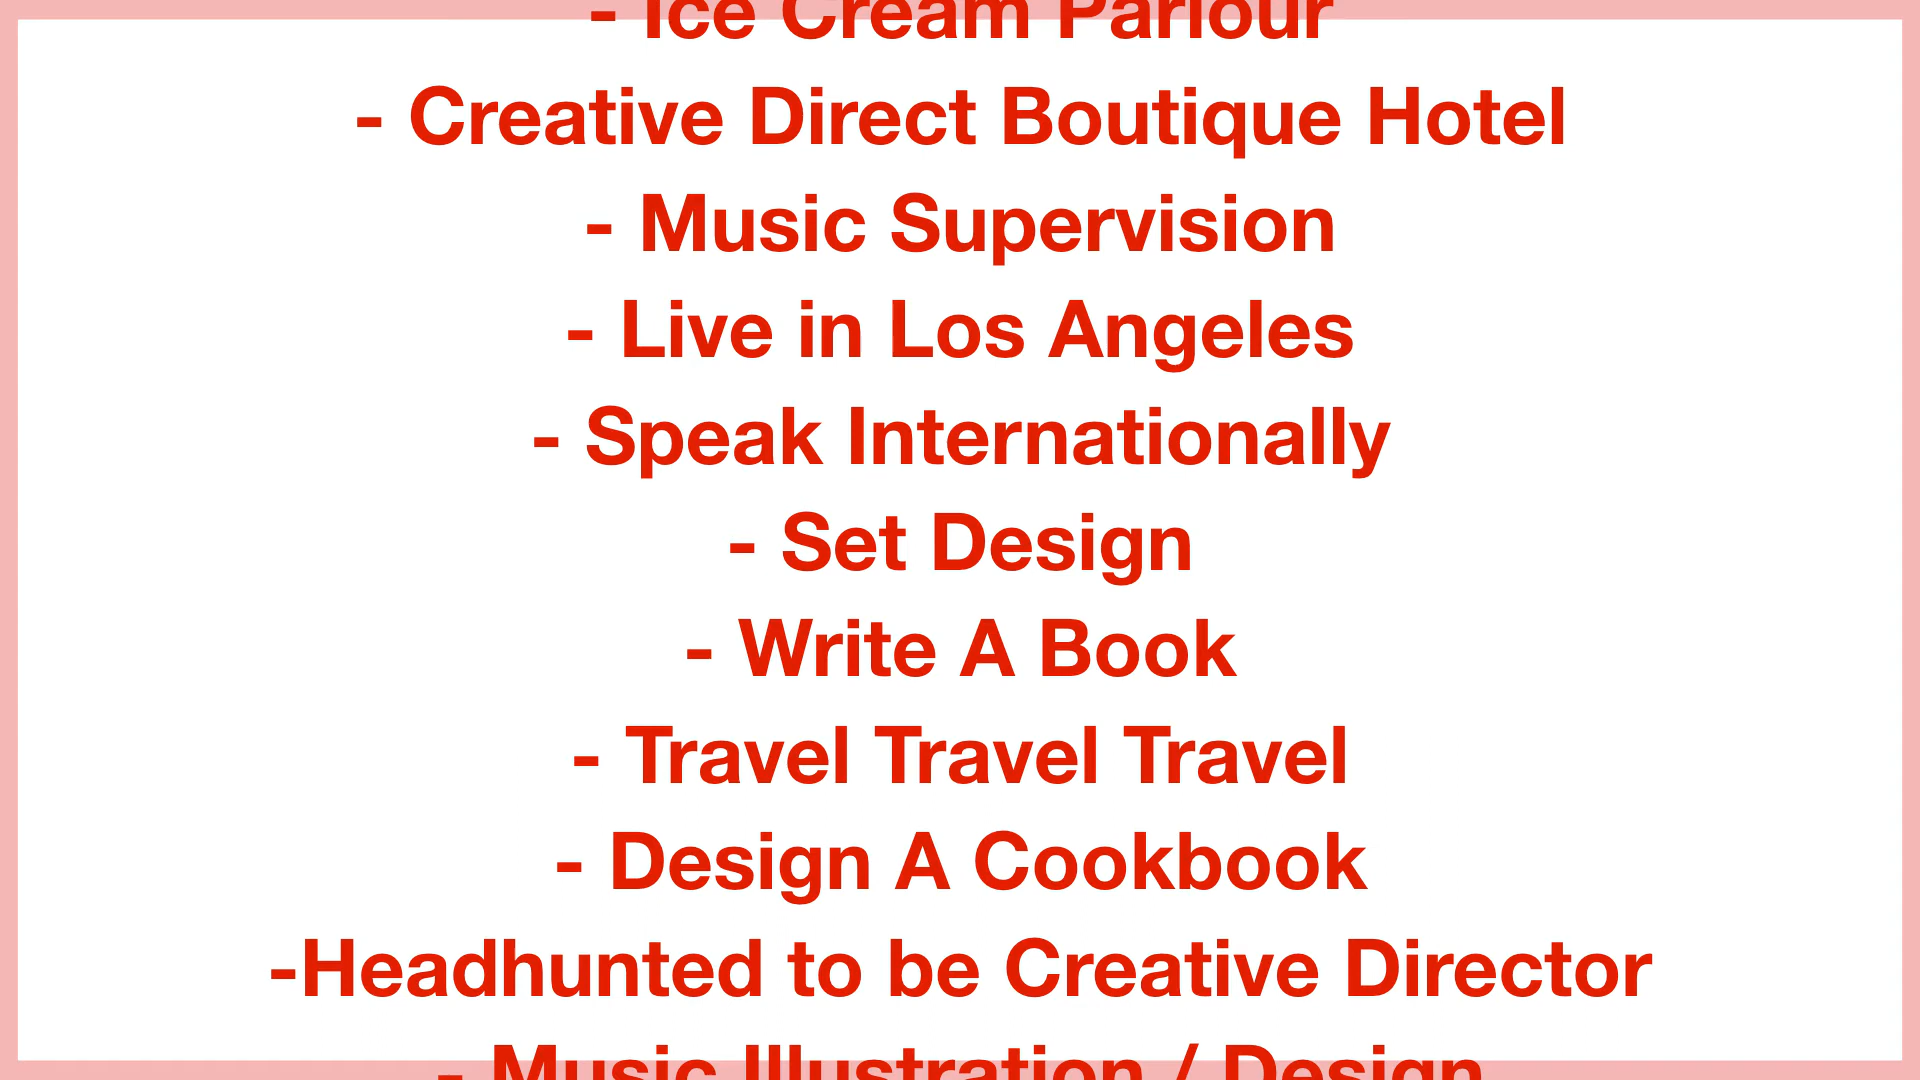 - Ice Cream Parlour
- Creative Direct Boutique Hotel
- Music Supervision
- Live in Los Angeles
- Speak Internationally
- Set Design
- Write A Book
- Travel Travel Travel
- Design A Cookbook
-Headhunted to be Creative Director
- Music Illustration / Design